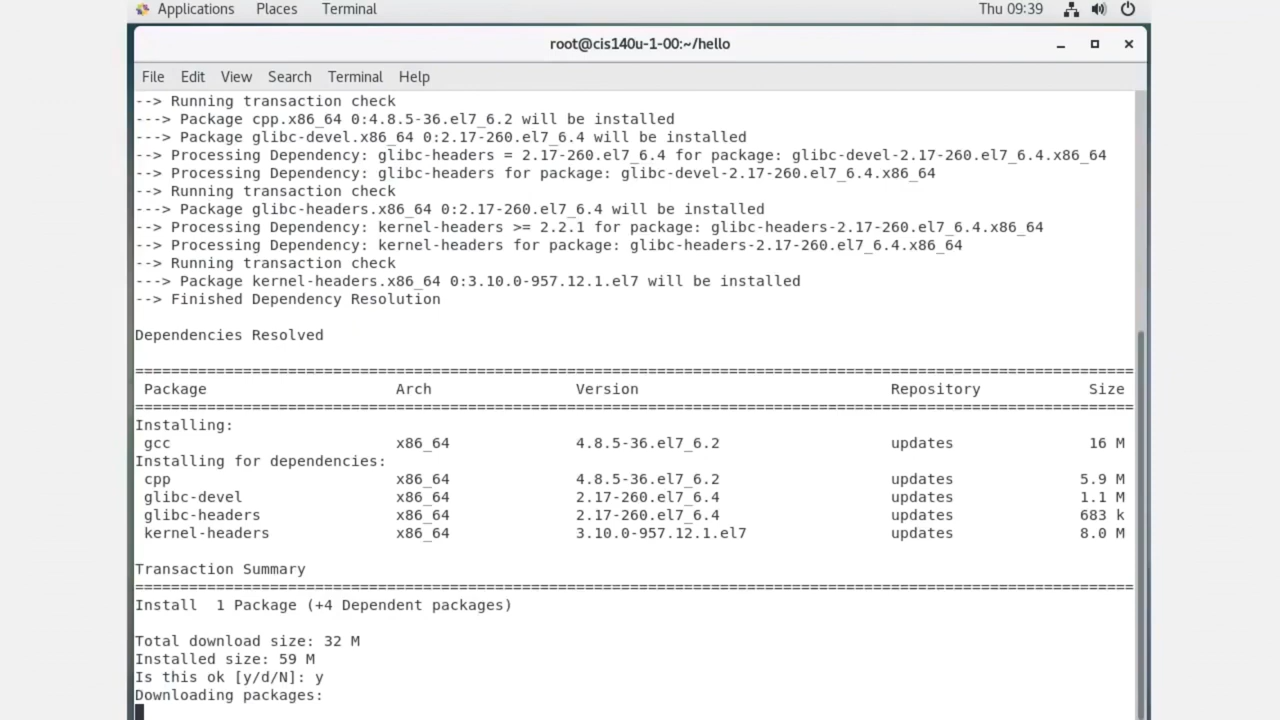 Applications Places Terminal Thu 09:39
root@cis140u-1-00:~/hello
File Edit View Search Terminal Help
--> Running transaction check
---> Package cpp.x86_64 0:4.8.5-36.el7_6.2 will be installed
---> Package glibc-devel.x86_64 0:2.17-260.el7_6.4 will be installed
--> Processing Dependency: glibc-headers = 2.17-260.el7_6.4 for package: glibc-devel-2.17-260.el7_6.4.x86_64
--> Processing Dependency: glibc-headers for package: glibc-devel-2.17-260.el7_6.4.x86_64
--> Running transaction check
---> Package glibc-headers.x86_64 0:2.17-260.el7_6.4 will be installed
--> Processing Dependency: kernel-headers >= 2.2.1 for package: glibc-headers-2.17-260.el7_6.4.x86_64
--> Processing Dependency: kernel-headers for package: glibc-headers-2.17-260.el7_6.4.x86_64
--> Running transaction check
---> Package kernel-headers.x86_64 0:3.10.0-957.12.1.el7 will be installed
--> Finished Dependency Resolution
Dependencies Resolved
================================================================================================================
Package Arch Version Repository Size
================================================================================================================
Installing:
gcc x86_64 4.8.5-36.el7_6.2 updates 16 M
Installing for dependencies:
cpp x86_64 4.8.5-36.el7_6.2 updates 5.9 M
glibc-devel x86_64 2.17-260.el7_6.4 updates 1.1 M
glibc-headers x86_64 2.17-260.el7_6.4 updates 683 k
kernel-headers x86_64 3.10.0-957.12.1.el7 updates 8.0 M
Transaction Summary
================================================================================================================
Install 1 Package (+4 Dependent packages)
Total download size: 32 M
Installed size: 59 M
Is this ok [y/d/N]: y
Downloading packages: